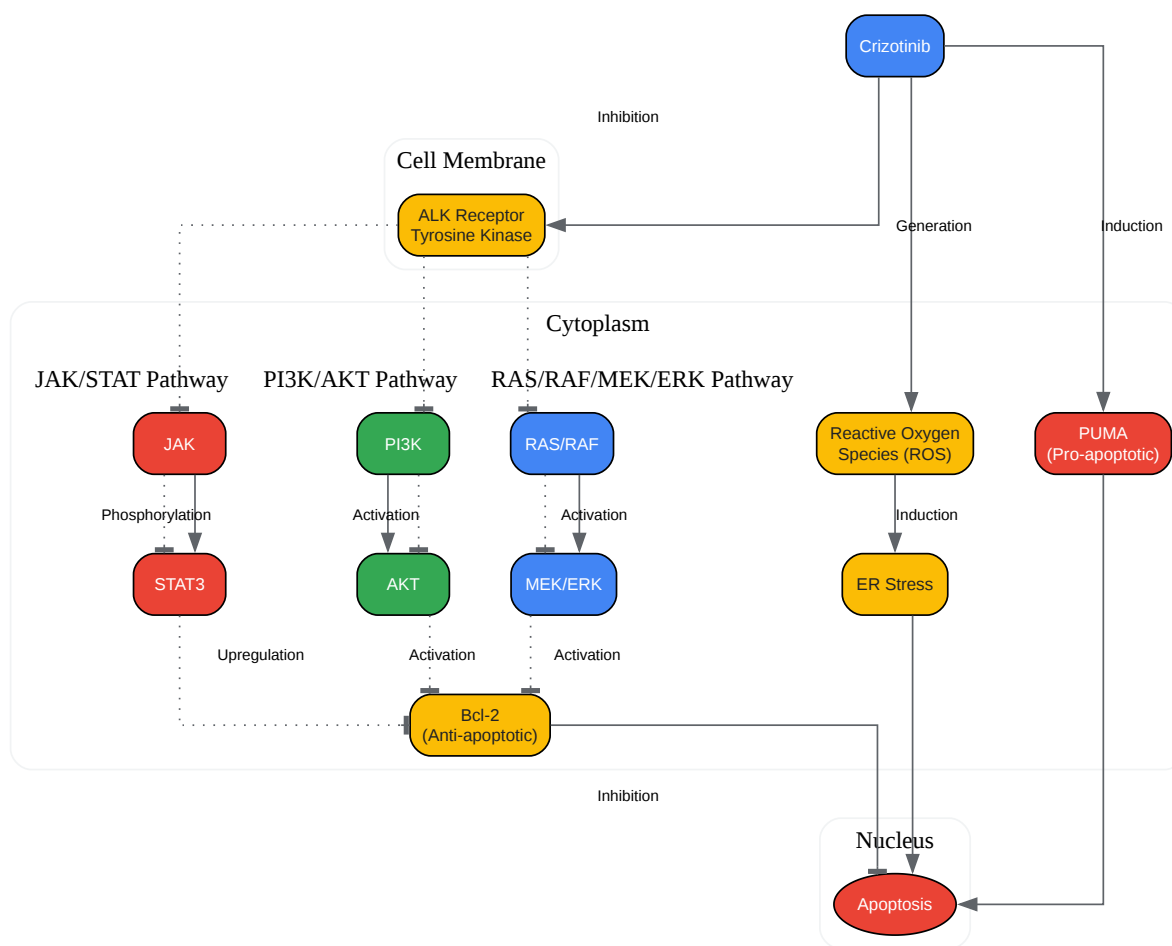 Crizotinib
Inhibition
Cell Membrane
ALK Receptor
Tyrosine Kinase
Generation
Induction
Cytoplasm
JAK/STAT Pathway
PI3K/AKT Pathway
RAS/RAF/MEK/ERK Pathway
JAK
PI3K
RAS/RAF
Reactive Oxygen
Species (ROS)
PUMA
(Pro-apoptotic)
Phosphorylation
Activation
Activation
Induction
STAT3
AKT
MEK/ERK
ER Stress
Upregulation
Activation
Activation
Bcl-2
(Anti-apoptotic)
Inhibition
Nucleus
Apoptosis